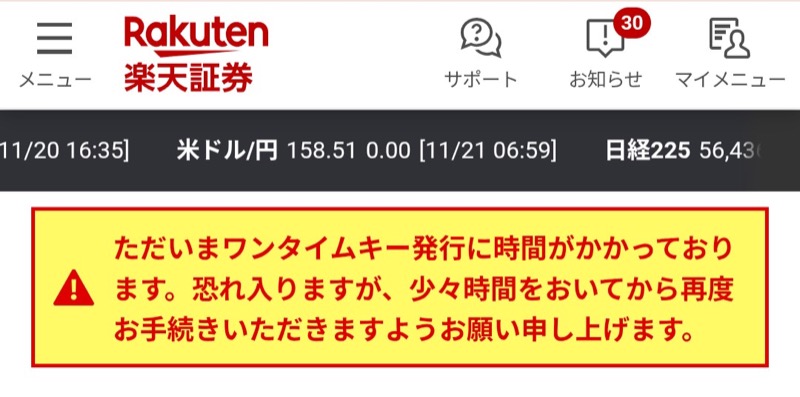 Rakuten
楽天証券
メニュー
サポート
30
お知らせ
マイメニュー
11/20 16:35] 米ドル/円 158.51 0.00 [11/21 06:59] 日経225 56,436
ただいまワンタイムキー発行に時間がかかっており
ます。恐れ入りますが、少々時間をおいてから再度
お手続きいただきますようお願い申し上げます。